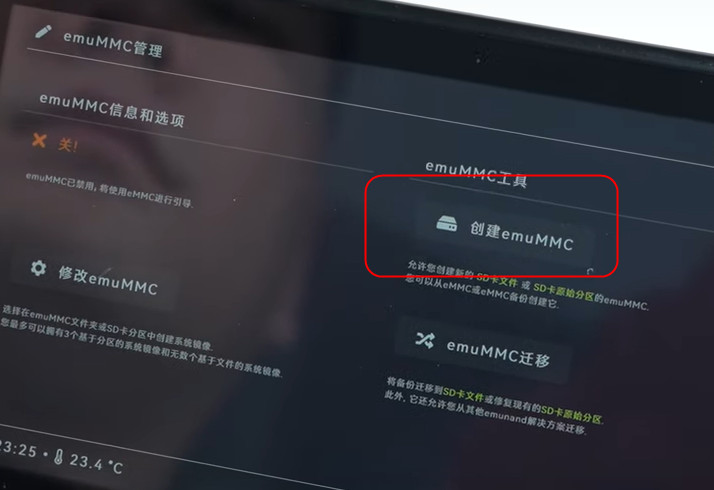 emuMMC管理
emuMMC信息和选项
关!
emuMMC已禁用, 将使用eMMC进行引导.
修改emuMMC
选择在emuMMC文件夹或SD卡分区中创建系统镜像.
您最多可以拥有3个基于分区的系统镜像和无数个基于文件的系统镜像.
emuMMC工具
创建emuMMC
允许您创建新的 SD卡文件 或 SD卡原始分区的emuMMC.
您可以从eMMC或eMMC备份创建它.
emuMMC迁移
将备份迁移到SD卡文件或修复现有的SD卡原始分区.
此外, 它还允许您从其他emunand解决方案迁移.
23:25 • 23.4 °C